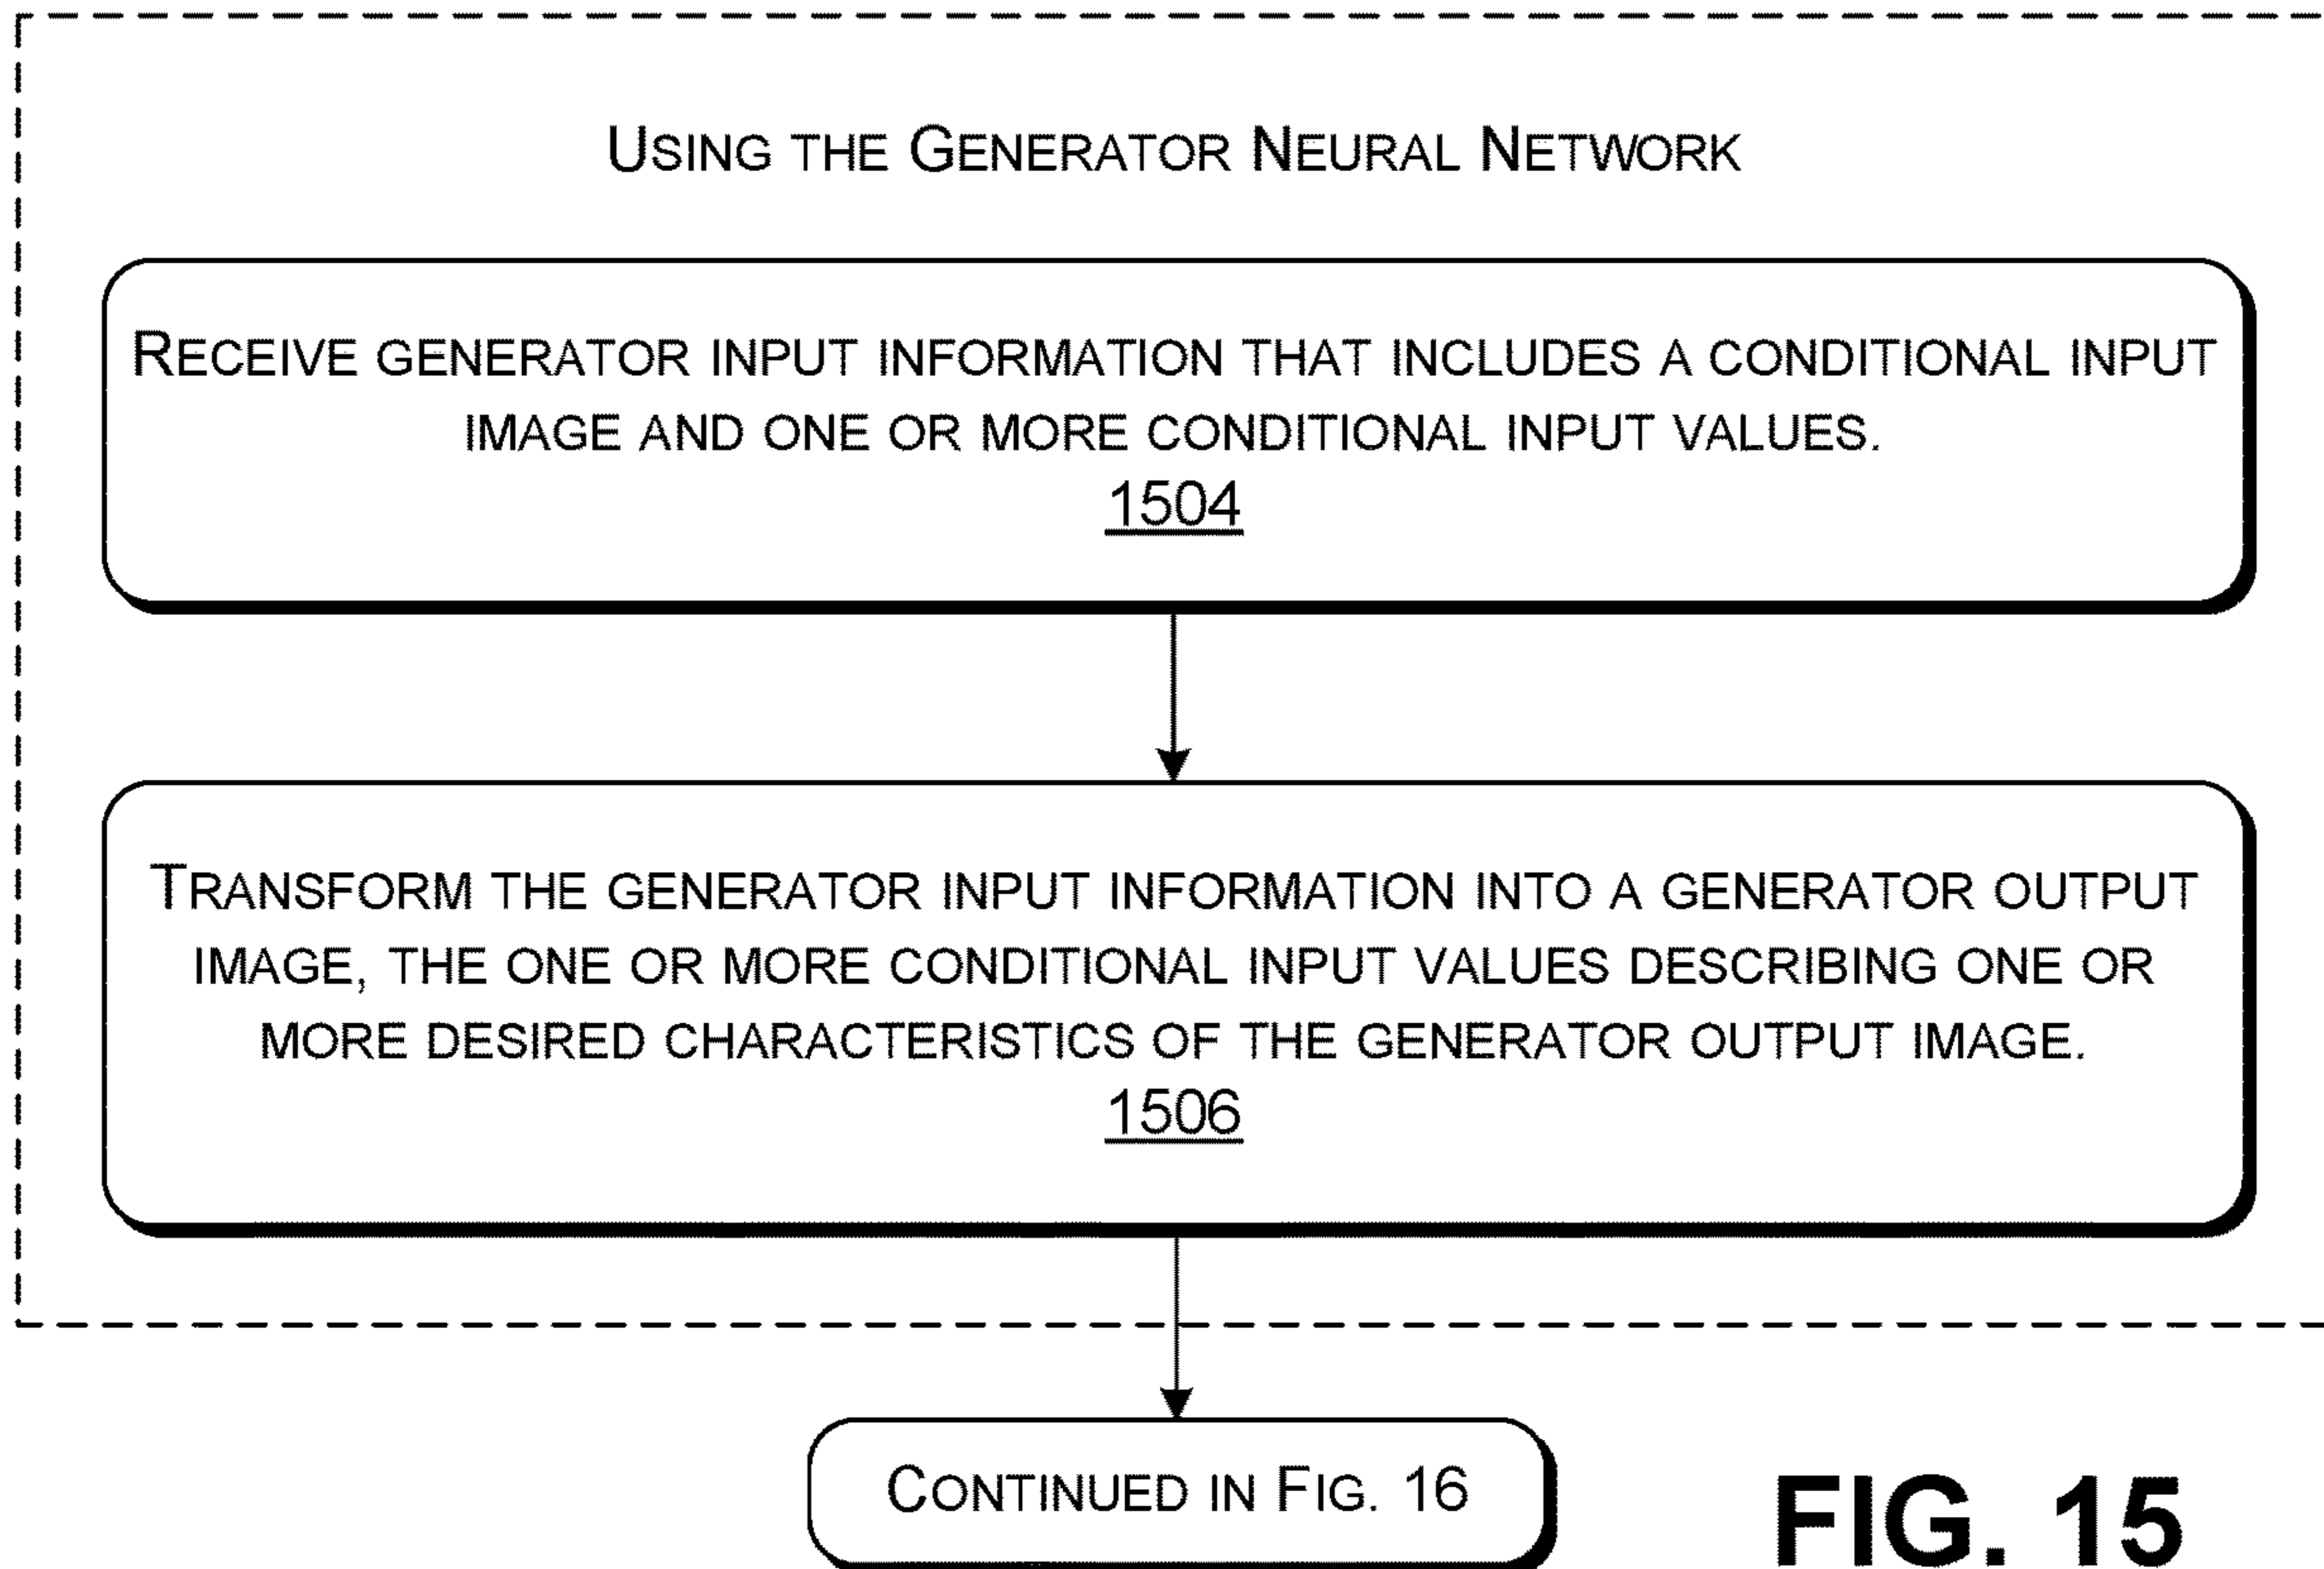 Using the Generator Neural Network
Receive generator input information that includes a conditional input
image and one or more conditional input values.
1504
Transform the generator input information into a generator output
image, the one or more conditional input values describing one or
more desired characteristics of the generator output image.
1506
Continued in Fig. 16
FIG. 15